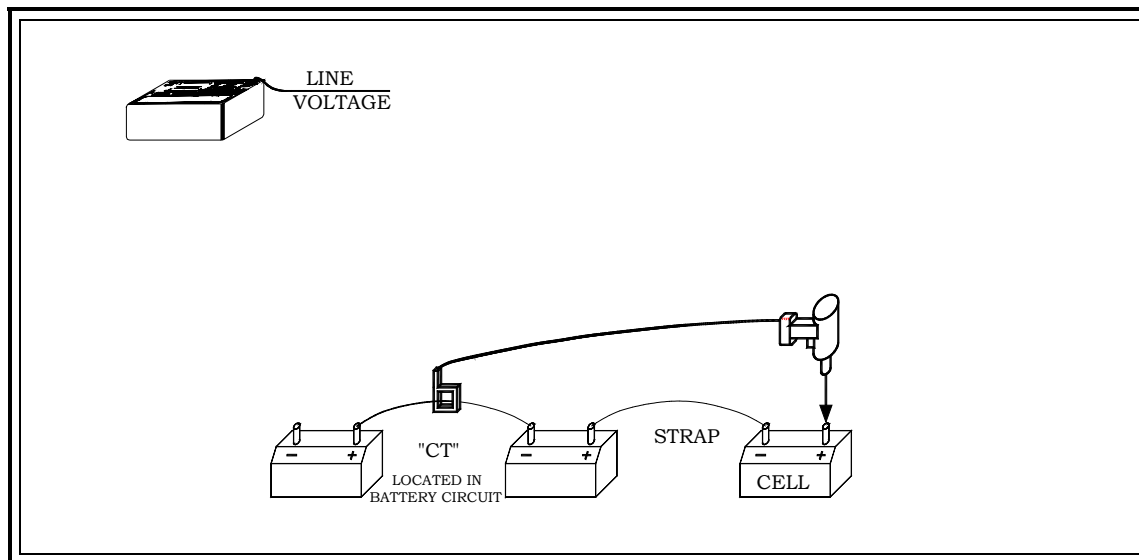 LINE
VOLTAGE
"CT"
STRAP
LOCATED IN
BATTERY CIRCUIT
− +
− +
− +
CELL